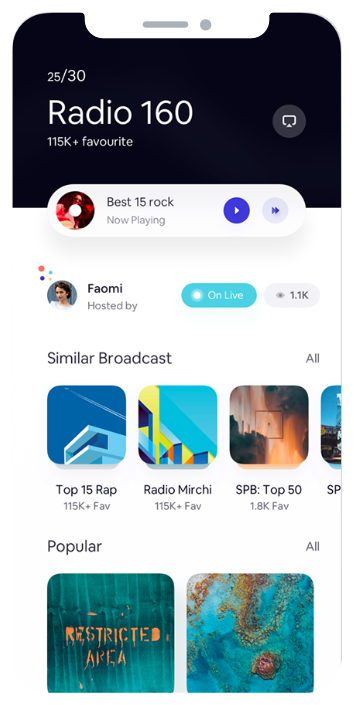 25/30
Radio 160
115K+ favourite
Best 15 rock
Now Playing
Faomi
Hosted by
On Live
1.1K
Similar Broadcast
All
Top 15 Rap
115K+ Fav
Radio Mirchi
115K+ Fav
SPB: Top 50
1.8K Fav
SP
Popular
All
RESTRICTED
AREA